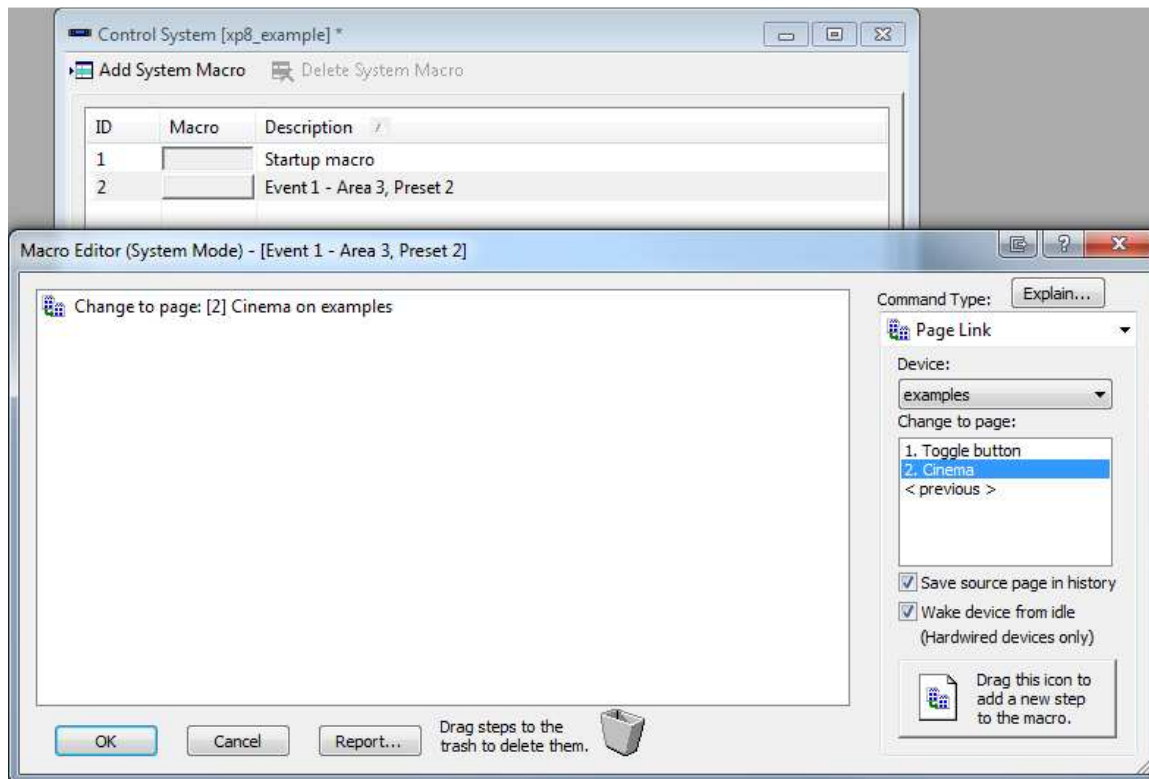 Control System [xp8_example] *
Add System Macro Delete System Macro
ID Macro Description
1 Startup macro
2 Event 1 - Area 3, Preset 2
Macro Editor (System Mode) - [Event 1 - Area 3, Preset 2]
Change to page: [2] Cinema on examples
Command Type: Explain...
Page Link
Device:
examples
Change to page:
1. Toggle button
2. Cinema
< previous >
Save source page in history
Wake device from idle
(Hardwired devices only)
Drag this icon to
add a new step
to the macro.
OK Cancel Report...
Drag steps to the
trash to delete them.